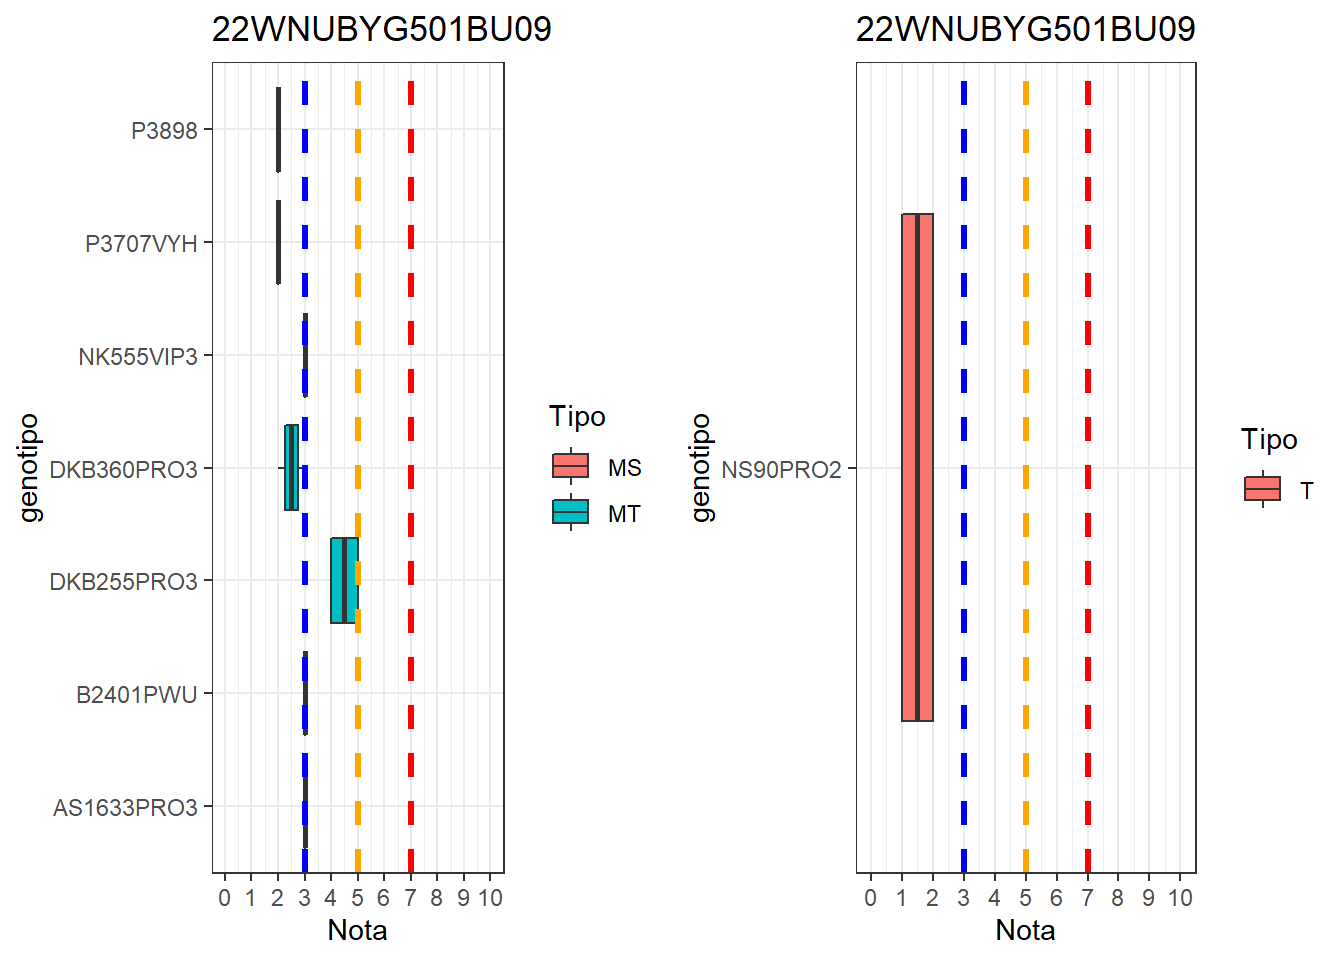 22WNUBYG501BU09
P3898
P3707VYH
NK555VIP3
DKB360PRO3
DKB255PRO3
B2401PWU
AS1633PRO3
genotipo
0 1 2 3 4 5 6 7 8 9 10
Nota
Tipo
MS
MT
22WNUBYG501BU09
NS90PRO2
genotipo
0 1 2 3 4 5 6 7 8 9 10
Nota
Tipo
T